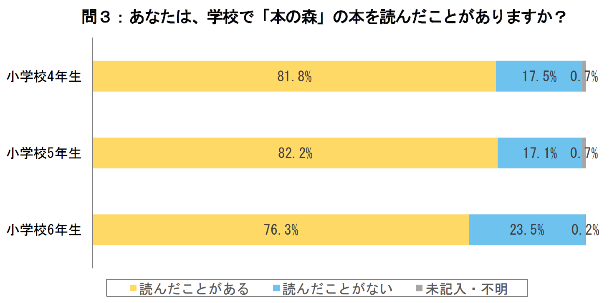 問３：あなたは、学校で「本の森」の本を読んだことがありますか？
小学校4年生 81.8% 17.5% 0.7%
小学校5年生 82.2% 17.1% 0.7%
小学校6年生 76.3% 23.5% 0.2%
読んだことがある 読んだことがない 未記入・不明